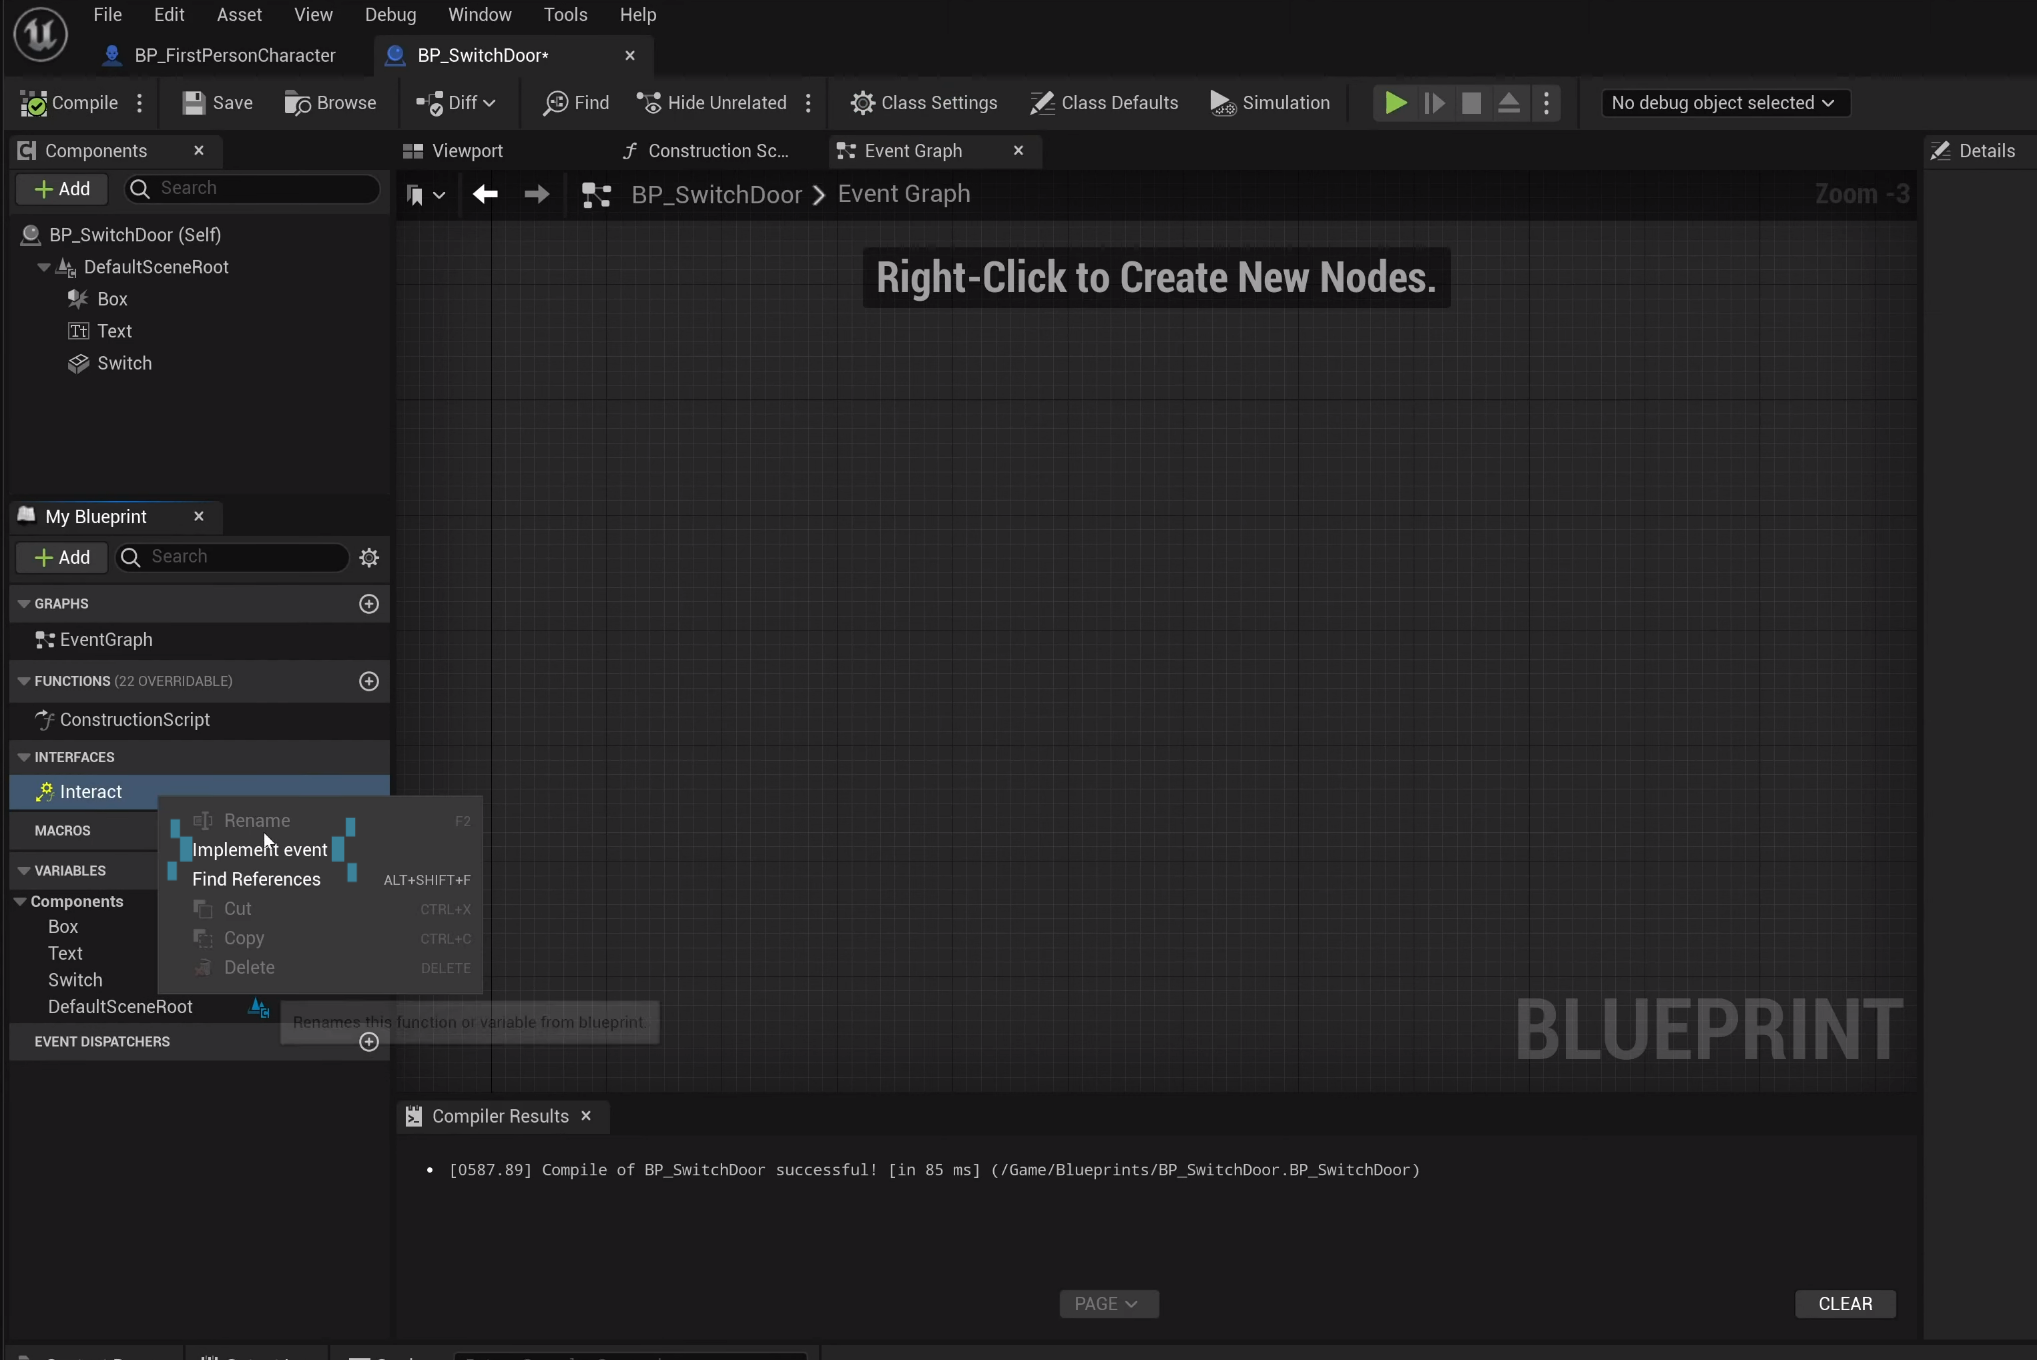 File Edit Asset View Debug Window Tools Help
BP_FirstPersonCharacter
BP_SwitchDoor*
Compile
Save
Browse
Diff
Find
Hide Unrelated
Class Settings
Class Defaults
Simulation
No debug object selected
Components
Viewport
Construction Sc...
Event Graph
Details
Add
Search
BP_SwitchDoor > Event Graph
Zoom -3
BP_SwitchDoor (Self)
DefaultSceneRoot
Box
Text
Switch
Right-Click to Create New Nodes.
My Blueprint
Add
Search
GRAPHS
EventGraph
FUNCTIONS (22 OVERRIDABLE)
ConstructionScript
INTERFACES
Interact
MACROS
VARIABLES
Components
Box
Text
Switch
DefaultSceneRoot
EVENT DISPATCHERS
Rename F2
Implement event
Find References ALT+SHIFT+F
Cut CTRL+X
Copy CTRL+C
Delete DELETE
Renames this function or variable from blueprint.
BLUEPRINT
Compiler Results
• [0587.89] Compile of BP_SwitchDoor successful! [in 85 ms] (/Game/Blueprints/BP_SwitchDoor.BP_SwitchDoor)
PAGE
CLEAR